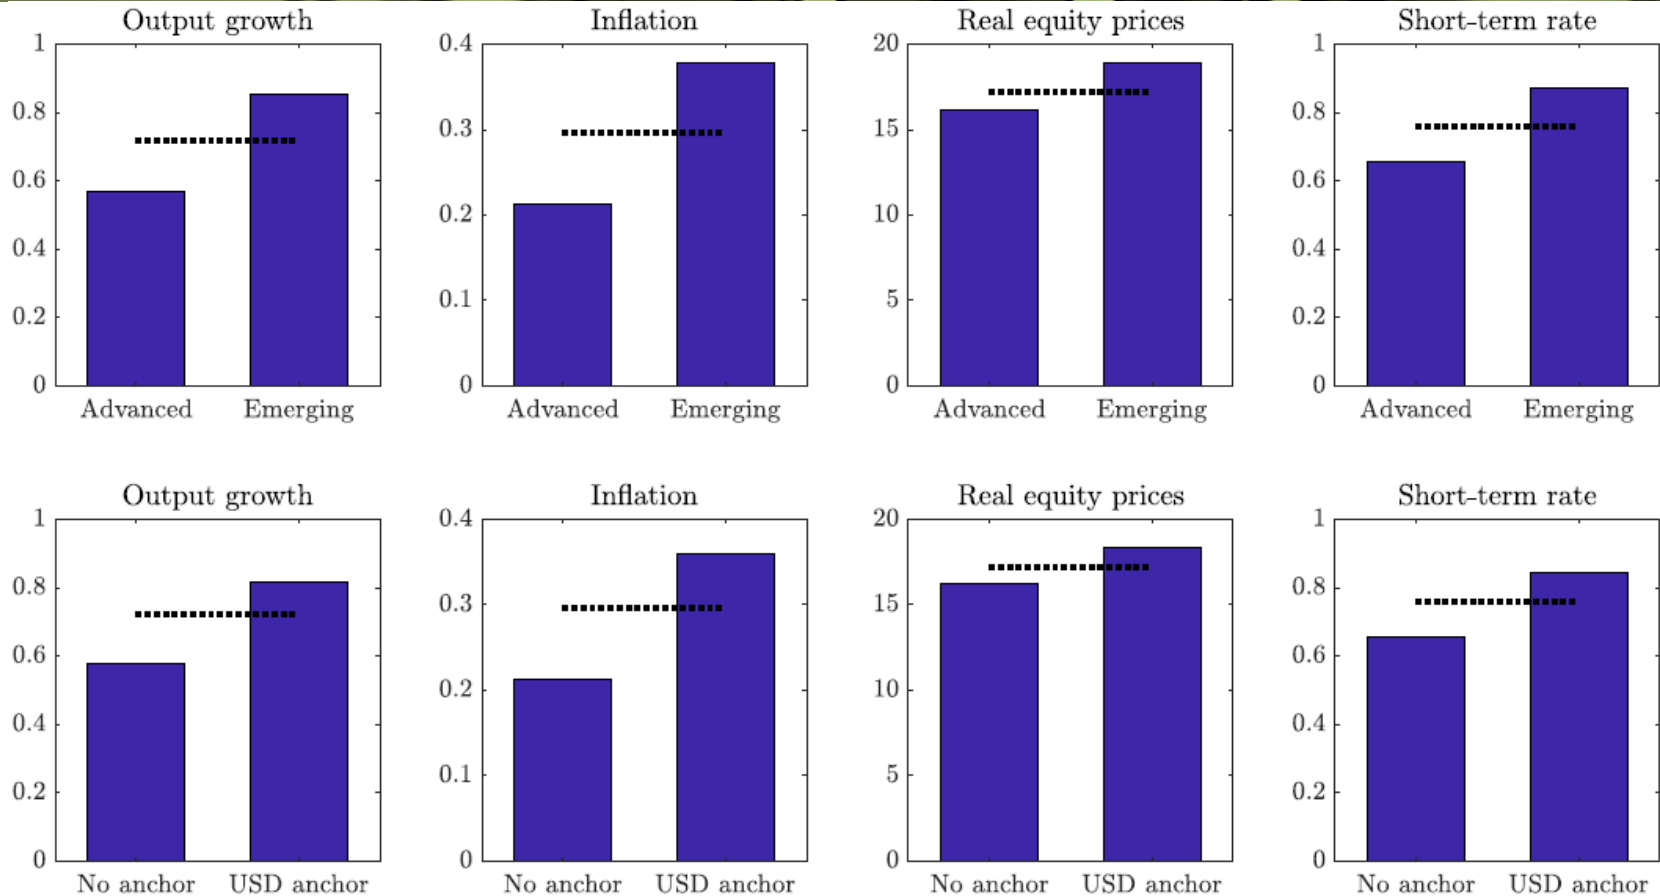 Output growth
1
0.8
0.6
0.4
0.2
0
Advanced Emerging
Inflation
0.4
0.3
0.2
0.1
0
Advanced Emerging
Real equity prices
20
15
10
5
0
Advanced Emerging
Short-term rate
1
0.8
0.6
0.4
0.2
0
Advanced Emerging
Output growth
1
0.8
0.6
0.4
0.2
0
No anchor USD anchor
Inflation
0.4
0.3
0.2
0.1
0
No anchor USD anchor
Real equity prices
20
15
10
5
0
No anchor USD anchor
Short-term rate
1
0.8
0.6
0.4
0.2
0
No anchor USD anchor